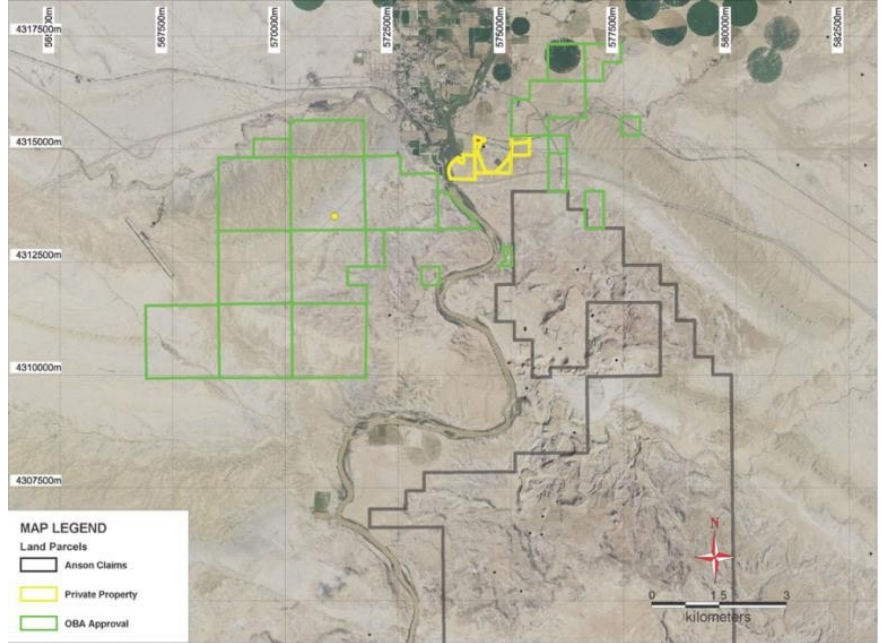 4317500m
567500m
570000m
572500m
575000m
577500m
580000m
582500m
4315000m
4312500m
4310000m
4307500m
MAP LEGEND
Land Parcels
Anson Claims
Private Property
OBA Approval
N
0 1.5 3
kilometers